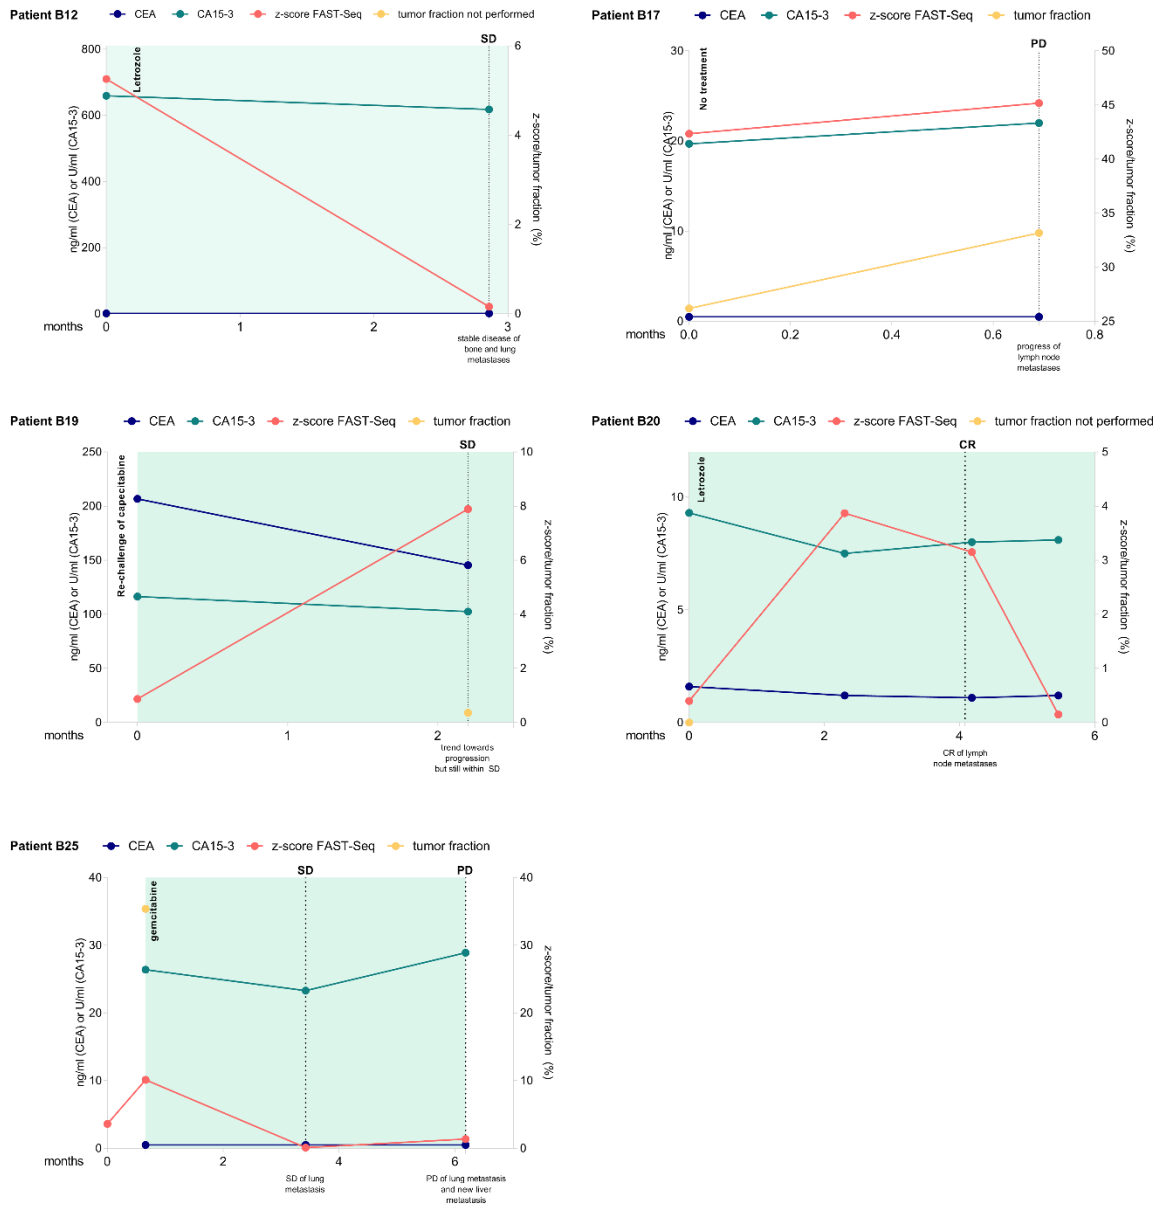 Patient B12 CEA CA15-3 z-score FAST-Seq tumor fraction not performed
SD
800
600
400
200
0
6
4
2
0
ng/ml (CEA) or U/ml (CA15-3)
Letrozole
z-score/tumor fraction (%)
months 0 1 2 3
stable disease of
bone and lung
metastases
Patient B17 CEA CA15-3 z-score FAST-Seq tumor fraction
PD
30
20
10
0
50
45
40
35
30
25
ng/ml (CEA) or U/ml (CA15-3)
No treatment
z-score/tumor fraction (%)
months 0.0 0.2 0.4 0.6 0.8
progress of
lymph node
metastases
Patient B19 CEA CA15-3 z-score FAST-Seq tumor fraction
SD
250
200
150
100
50
0
10
8
6
4
2
0
ng/ml (CEA) or U/ml (CA15-3)
Re-challenge of capecitabine
z-score/tumor fraction (%)
months 0 1 2
trend towards
progression
but still within SD
Patient B20 CEA CA15-3 z-score FAST-Seq tumor fraction not performed
CR
10
5
0
5
4
3
2
1
0
ng/ml (CEA) or U/ml (CA15-3)
Letrozole
z-score/tumor fraction (%)
months 0 2 4 6
CR of lymph
node metastases
Patient B25 CEA CA15-3 z-score FAST-Seq tumor fraction
SD PD
40
30
20
10
0
40
30
20
10
0
ng/ml (CEA) or U/ml (CA15-3)
gemcitabine
z-score/tumor fraction (%)
months 0 2 4 6
SD of lung
metastasis
PD of lung metastasis
and new liver
metastasis